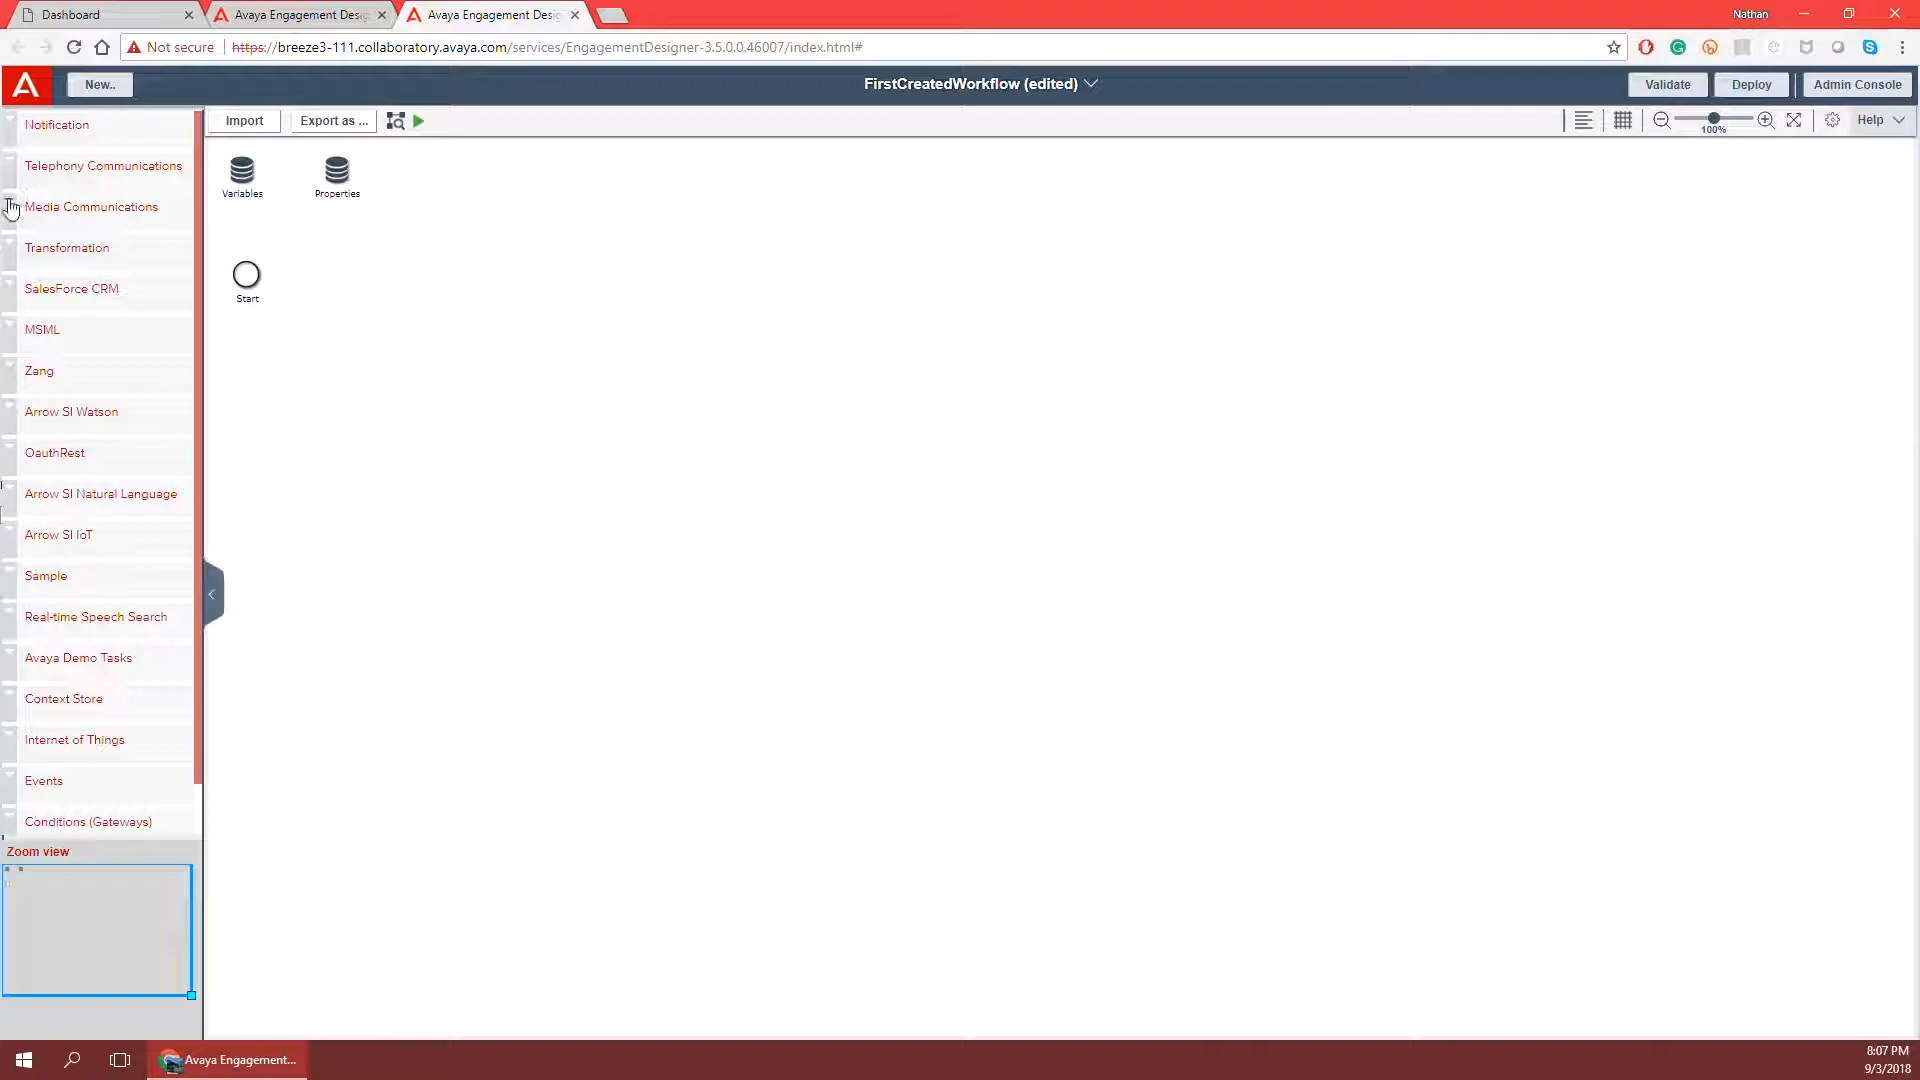 Dashboard
Avaya Engagement Desi
Avaya Engagement Desi
Nathan
Not secure
https://breeze3-111.collaboratory.avaya.com/services/EngagementDesigner-3.5.0.0.46007/index.html#
New..
FirstCreatedWorkflow (edited)
Validate
Deploy
Admin Console
Import
Export as ...
100%
Help
Notification
Telephony Communications
Media Communications
Transformation
SalesForce CRM
MSML
Zang
Arrow SI Watson
OauthRest
Arrow SI Natural Language
Arrow SI IoT
Sample
Real-time Speech Search
Avaya Demo Tasks
Context Store
Internet of Things
Events
Conditions (Gateways)
Variables
Properties
Start
Zoom view
Avaya Engagement...
8:07 PM
9/3/2018